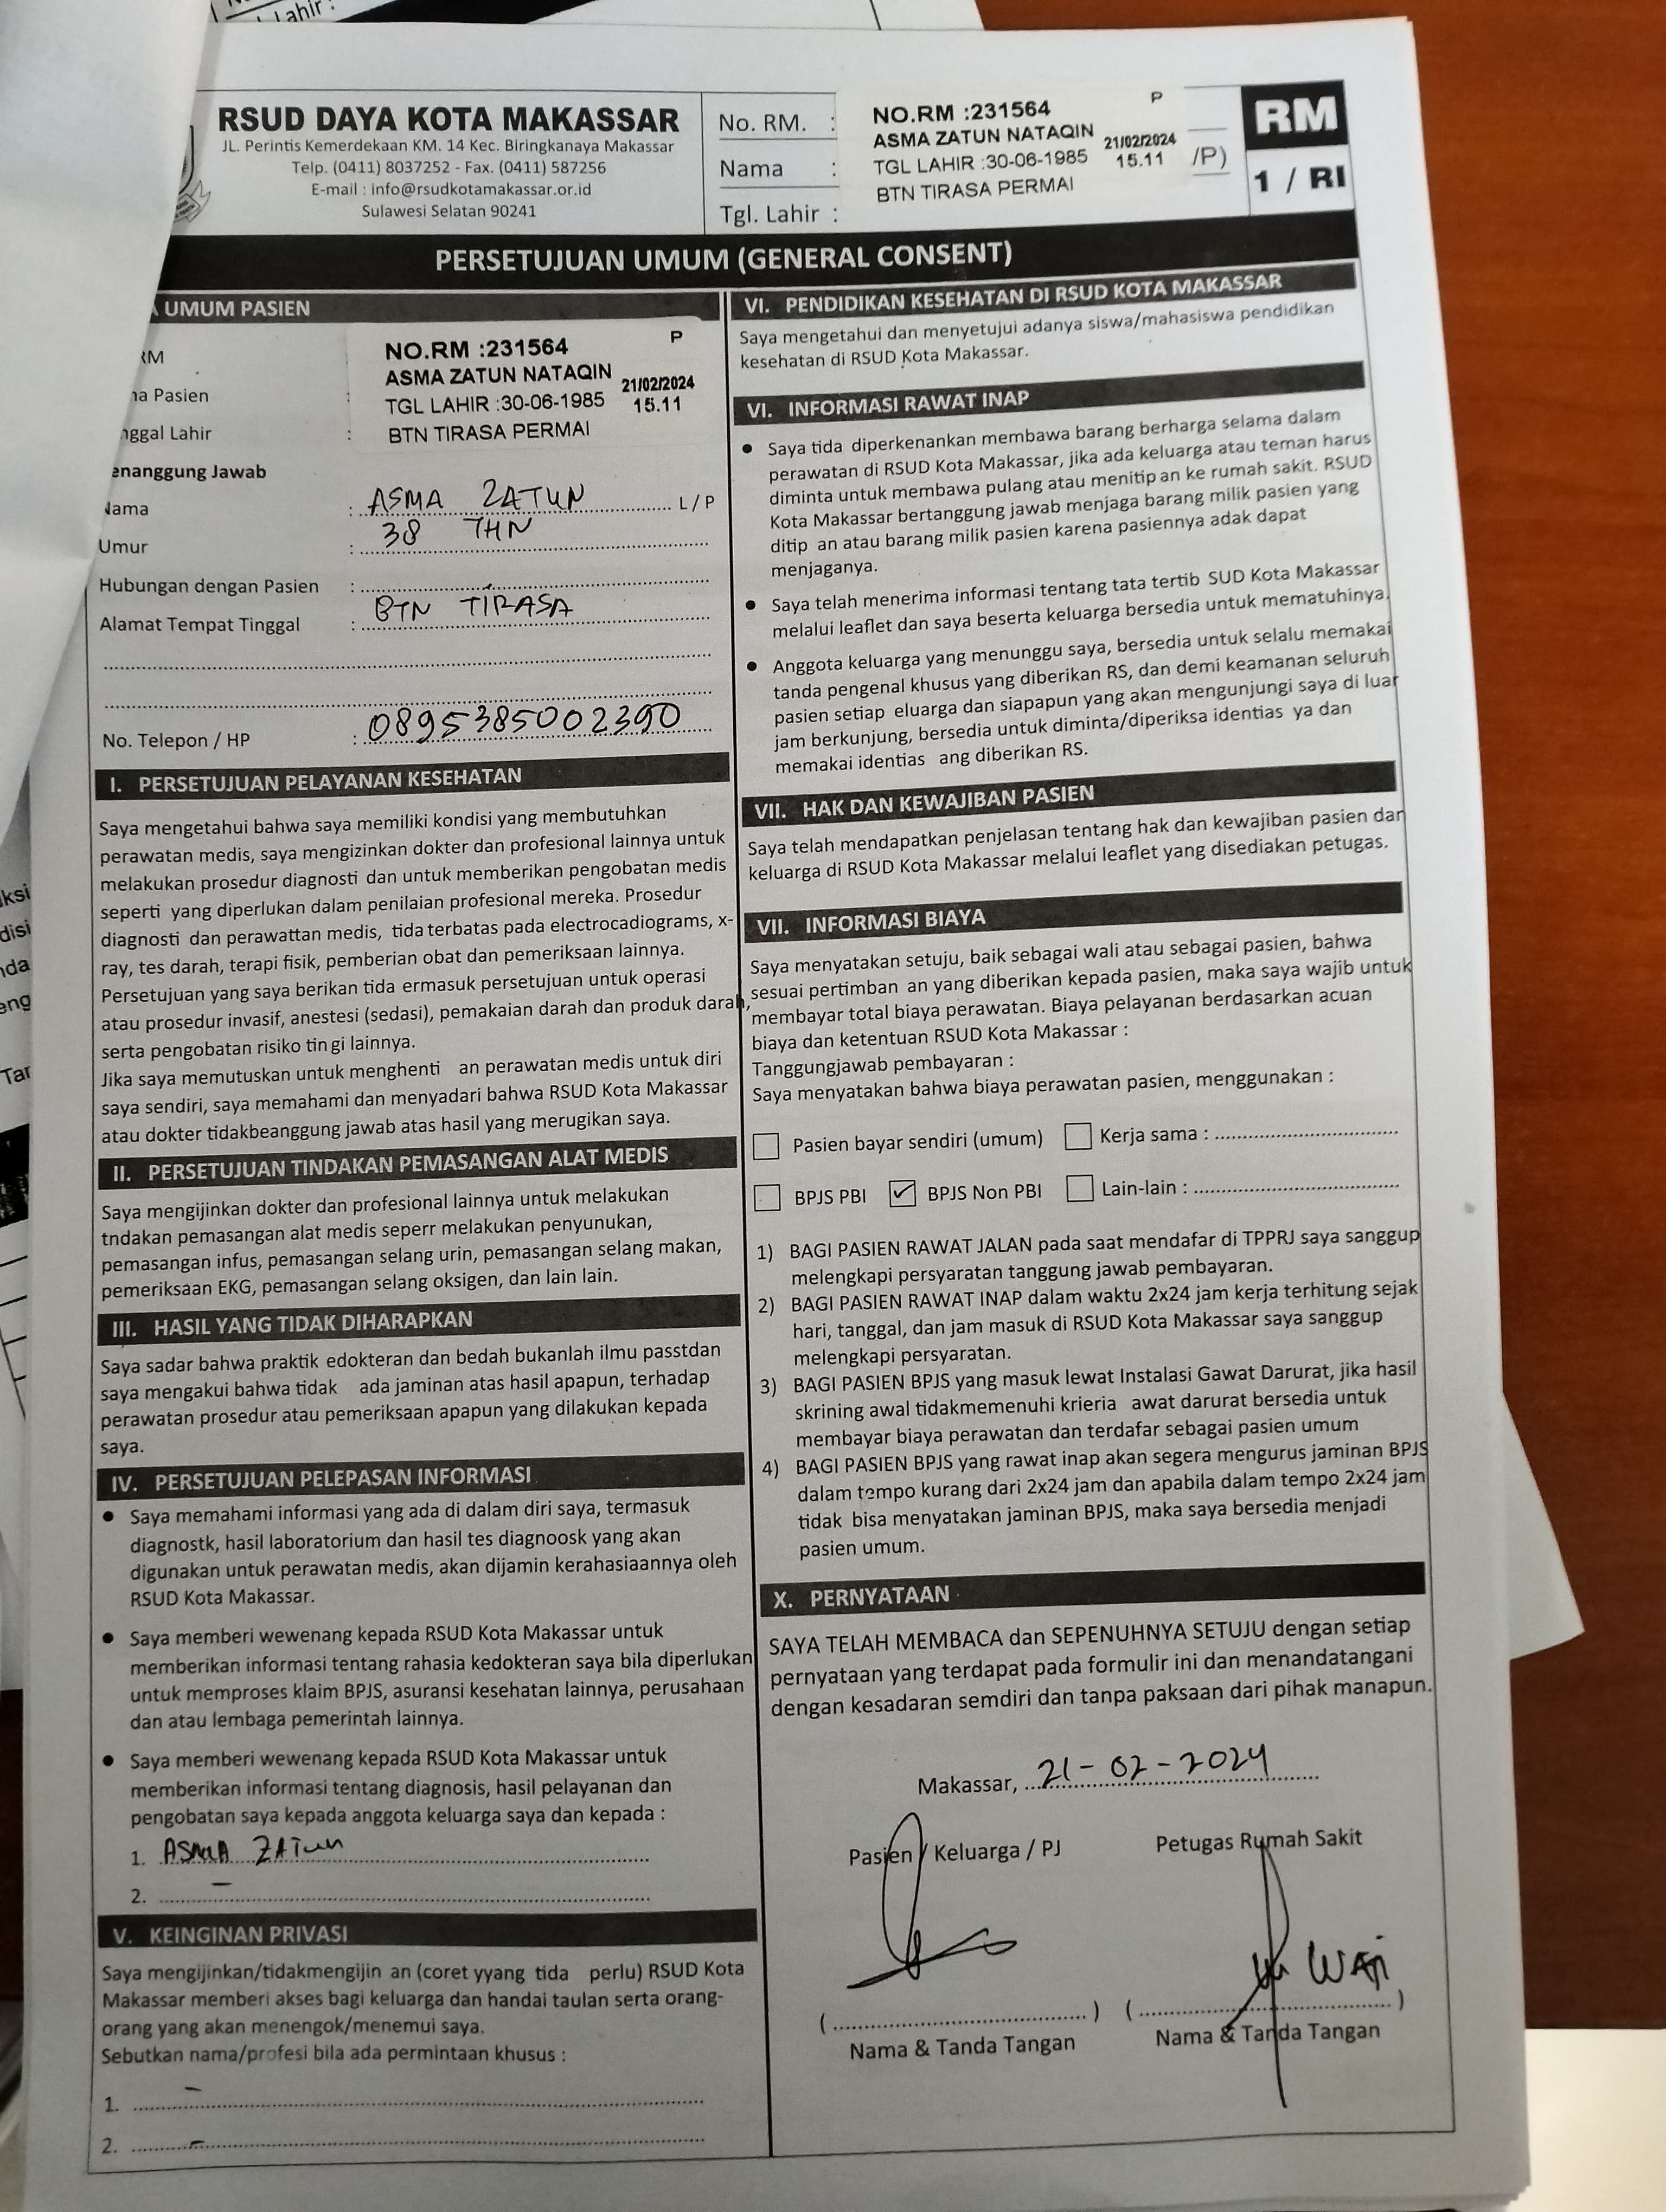 Lahir :
RSUD DAYA KOTA MAKASSAR
JL. Perintis Kemerdekaan KM. 14 Kec. Biringkanaya Makassar
Telp. (0411) 8037252 - Fax. (0411) 587256
E-mail : info@rsudkotamakassar.or.id
Sulawesi Selatan 90241
No. RM. :
Nama :
Tgl. Lahir :
NO.RM :231564 P
ASMA ZATUN NATAQIN 21/02/2024
TGL LAHIR :30-06-1985 15.11 /P)
BTN TIRASA PERMAI
RM
1 / RI
PERSETUJUAN UMUM (GENERAL CONSENT)
UMUM PASIEN
RM
Pasien :
nggal Lahir :
NO.RM :231564 P
ASMA ZATUN NATAQIN 21/02/2024
TGL LAHIR :30-06-1985 15.11
BTN TIRASA PERMAI
enanggung Jawab
Nama : ASMA ZATUN L / P
Umur : 38 THN
Hubungan dengan Pasien :
Alamat Tempat Tinggal : BTN TIRASA
No. Telepon / HP : 0895385002390
I. PERSETUJUAN PELAYANAN KESEHATAN
Saya mengetahui bahwa saya memiliki kondisi yang membutuhkan
perawatan medis, saya mengizinkan dokter dan profesional lainnya untuk
melakukan prosedur diagnosti dan untuk memberikan pengobatan medis
seperti yang diperlukan dalam penilaian profesional mereka. Prosedur
diagnosti dan perawattan medis, tida terbatas pada electrocadiograms, x-
ray, tes darah, terapi fisik, pemberian obat dan pemeriksaan lainnya.
Persetujuan yang saya berikan tida ermasuk persetujuan untuk operasi
atau prosedur invasif, anestesi (sedasi), pemakaian darah dan produk darah,
serta pengobatan risiko tin gi lainnya.
Jika saya memutuskan untuk menghenti an perawatan medis untuk diri
saya sendiri, saya memahami dan menyadari bahwa RSUD Kota Makassar
atau dokter tidakbeanggung jawab atas hasil yang merugikan saya.
II. PERSETUJUAN TINDAKAN PEMASANGAN ALAT MEDIS
Saya mengijinkan dokter dan profesional lainnya untuk melakukan
tndakan pemasangan alat medis seperr melakukan penyunukan,
pemasangan infus, pemasangan selang urin, pemasangan selang makan,
pemeriksaan EKG, pemasangan selang oksigen, dan lain lain.
III. HASIL YANG TIDAK DIHARAPKAN
Saya sadar bahwa praktik edokteran dan bedah bukanlah ilmu passtdan
saya mengakui bahwa tidak ada jaminan atas hasil apapun, terhadap
perawatan prosedur atau pemeriksaan apapun yang dilakukan kepada
saya.
IV. PERSETUJUAN PELEPASAN INFORMASI
• Saya memahami informasi yang ada di dalam diri saya, termasuk
diagnostk, hasil laboratorium dan hasil tes diagnoosk yang akan
digunakan untuk perawatan medis, akan dijamin kerahasiaannya oleh
RSUD Kota Makassar.
• Saya memberi wewenang kepada RSUD Kota Makassar untuk
memberikan informasi tentang rahasia kedokteran saya bila diperlukan
untuk memproses klaim BPJS, asuransi kesehatan lainnya, perusahaan
dan atau lembaga pemerintah lainnya.
• Saya memberi wewenang kepada RSUD Kota Makassar untuk
memberikan informasi tentang diagnosis, hasil pelayanan dan
pengobatan saya kepada anggota keluarga saya dan kepada :
1. ASMA ZATun
2. -
V. KEINGINAN PRIVASI
Saya mengijinkan/tidakmengijin an (coret yyang tida perlu) RSUD Kota
Makassar memberi akses bagi keluarga dan handai taulan serta orang-
orang yang akan menengok/menemui saya.
Sebutkan nama/profesi bila ada permintaan khusus :
1. -
2. -
VI. PENDIDIKAN KESEHATAN DI RSUD KOTA MAKASSAR
Saya mengetahui dan menyetujui adanya siswa/mahasiswa pendidikan
kesehatan di RSUD Kota Makassar.
VI. INFORMASI RAWAT INAP
• Saya tida diperkenankan membawa barang berharga selama dalam
perawatan di RSUD Kota Makassar, jika ada keluarga atau teman harus
diminta untuk membawa pulang atau menitip an ke rumah sakit. RSUD
Kota Makassar bertanggung jawab menjaga barang milik pasien yang
ditip an atau barang milik pasien karena pasiennya adak dapat
menjaganya.
• Saya telah menerima informasi tentang tata tertib SUD Kota Makassar
melalui leaflet dan saya beserta keluarga bersedia untuk mematuhinya.
• Anggota keluarga yang menunggu saya, bersedia untuk selalu memakai
tanda pengenal khusus yang diberikan RS, dan demi keamanan seluruh
pasien setiap eluarga dan siapapun yang akan mengunjungi saya di luar
jam berkunjung, bersedia untuk diminta/diperiksa identias ya dan
memakai identias ang diberikan RS.
VII. HAK DAN KEWAJIBAN PASIEN
Saya telah mendapatkan penjelasan tentang hak dan kewajiban pasien dan
keluarga di RSUD Kota Makassar melalui leaflet yang disediakan petugas.
VII. INFORMASI BIAYA
Saya menyatakan setuju, baik sebagai wali atau sebagai pasien, bahwa
sesuai pertimban an yang diberikan kepada pasien, maka saya wajib untuk
membayar total biaya perawatan. Biaya pelayanan berdasarkan acuan
biaya dan ketentuan RSUD Kota Makassar :
Tanggungjawab pembayaran :
Saya menyatakan bahwa biaya perawatan pasien, menggunakan :
Pasien bayar sendiri (umum) Kerja sama :
BPJS PBI ✓ BPJS Non PBI Lain-lain :
1) BAGI PASIEN RAWAT JALAN pada saat mendafar di TPPRJ saya sanggup
melengkapi persyaratan tanggung jawab pembayaran.
2) BAGI PASIEN RAWAT INAP dalam waktu 2x24 jam kerja terhitung sejak
hari, tanggal, dan jam masuk di RSUD Kota Makassar saya sanggup
melengkapi persyaratan.
3) BAGI PASIEN BPJS yang masuk lewat Instalasi Gawat Darurat, jika hasil
skrining awal tidakmemenuhi krieria awat darurat bersedia untuk
membayar biaya perawatan dan terdafar sebagai pasien umum
4) BAGI PASIEN BPJS yang rawat inap akan segera mengurus jaminan BPJS
dalam tempo kurang dari 2x24 jam dan apabila dalam tempo 2x24 jam
tidak bisa menyatakan jaminan BPJS, maka saya bersedia menjadi
pasien umum.
X. PERNYATAAN
SAYA TELAH MEMBACA dan SEPENUHNYA SETUJU dengan setiap
pernyataan yang terdapat pada formulir ini dan menandatangani
dengan kesadaran semdiri dan tanpa paksaan dari pihak manapun.
Makassar, 21-02-2024
Pasien / Keluarga / PJ Petugas Rumah Sakit
WATI
(....................) (....................)
Nama & Tanda Tangan Nama & Tanda Tangan